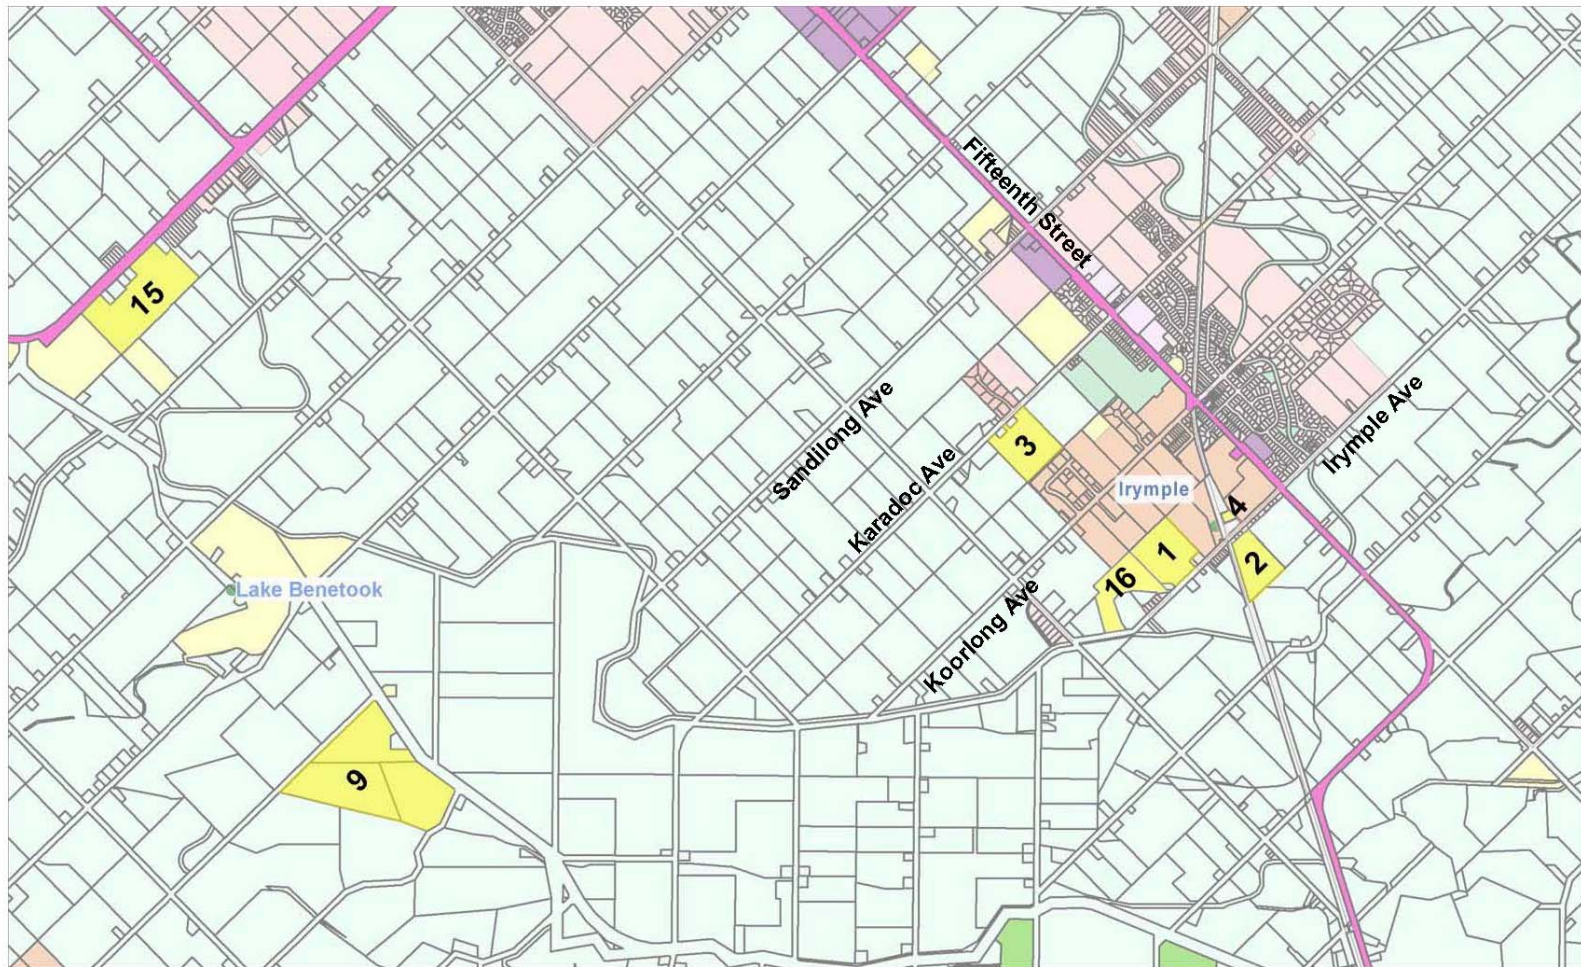 Fifteenth Street
15
Sandilong Ave
Irymple Ave
3
Karadoc Ave
Irymple
4
1
2
16
Lake Benetook
Koorlong Ave
9